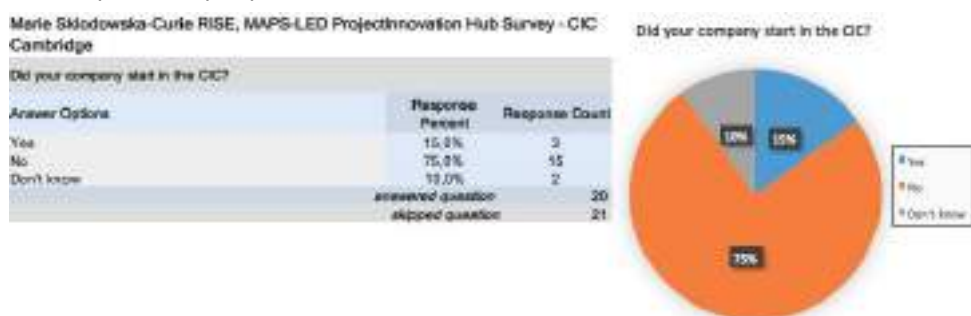 Marie Sklodowska-Curie RISE, MAPS-LED ProjectInnovation Hub Survey - CIC
Cambridge
Did your company start in the CIC?
Answer Options Response Percent Response Count
Yes 15,0% 3
No 75,0% 15
Don't know 10,0% 2
answered question 20
skipped question 21
Did your company start in the CIC?
10% 15%
75%
Yes
No
Don't know